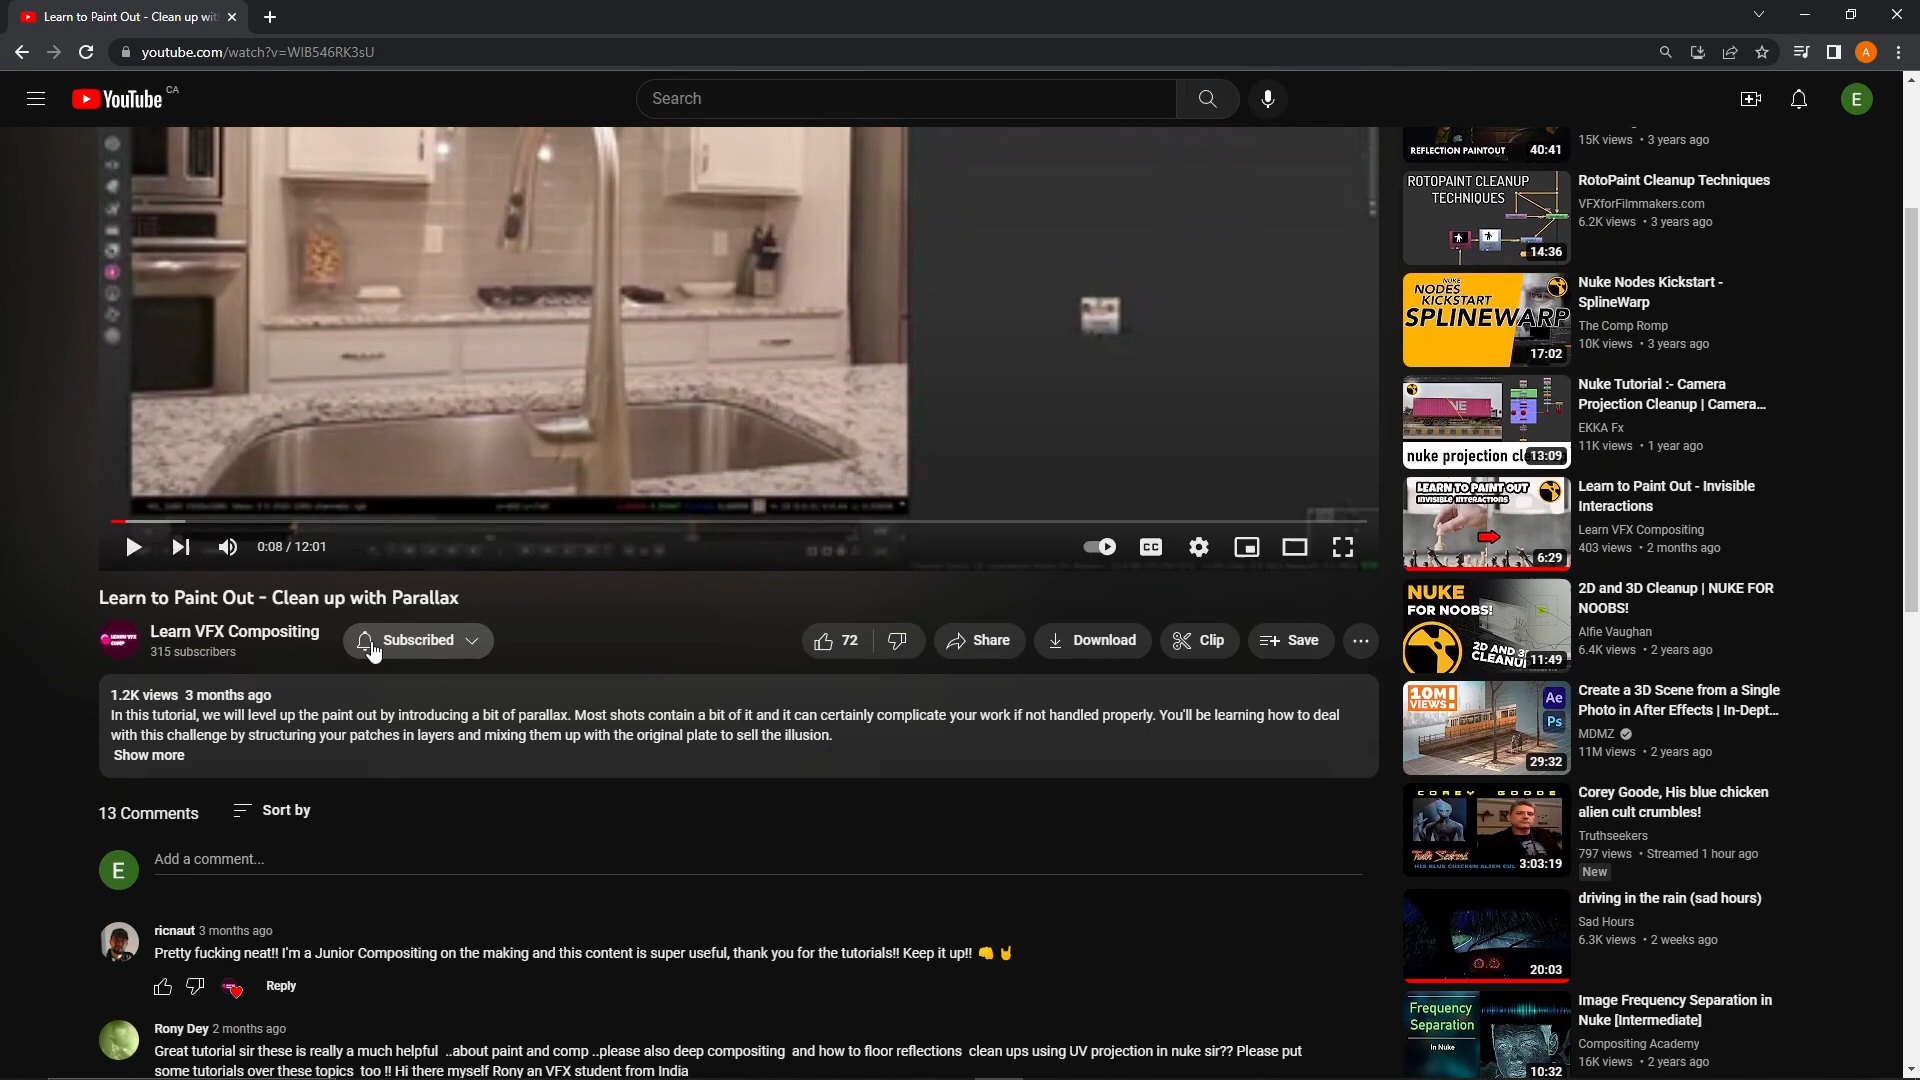 Learn to Paint Out - Clean up wit
youtube.com/watch?v=WIB546RK3sU
A
YouTube CA
Search
E
REFLECTION PAINTOUT 40:41
15K views • 3 years ago
ROTOPAINT CLEANUP
TECHNIQUES
14:36
RotoPaint Cleanup Techniques
VFXforFilmmakers.com
6.2K views • 3 years ago
NUKE
NODES
KICKSTART
SPLINEWARP
17:02
Nuke Nodes Kickstart -
SplineWarp
The Comp Romp
10K views • 3 years ago
nuke projection cle 13:09
Nuke Tutorial :- Camera
Projection Cleanup | Camera...
EKKA Fx
11K views • 1 year ago
LEARN TO PAINT OUT
INVISIBLE INTERACTIONS
6:29
Learn to Paint Out - Invisible
Interactions
Learn VFX Compositing
403 views • 2 months ago
0:08 / 12:01
CC
Learn to Paint Out - Clean up with Parallax
Learn VFX Compositing
315 subscribers
Subscribed
72
Share
Download
Clip
Save
1.2K views 3 months ago
In this tutorial, we will level up the paint out by introducing a bit of parallax. Most shots contain a bit of it and it can certainly complicate your work if not handled properly. You'll be learning how to deal
with this challenge by structuring your patches in layers and mixing them up with the original plate to sell the illusion.
Show more
NUKE
FOR NOOBS!
2D AND 3D
CLEANU 11:49
2D and 3D Cleanup | NUKE FOR
NOOBS!
Alfie Vaughan
6.4K views • 2 years ago
10M!
VIEWS!
Ae
Ps
29:32
Create a 3D Scene from a Single
Photo in After Effects | In-Dept...
MDMZ
11M views • 2 years ago
13 Comments
Sort by
E
Add a comment...
COREY GOODE
Truth Seekers
HIS BLUE CHICKEN ALIEN CUL 3:03:19
Corey Goode, His blue chicken
alien cult crumbles!
Truthseekers
797 views • Streamed 1 hour ago
New
20:03
driving in the rain (sad hours)
Sad Hours
6.3K views • 2 weeks ago
ricnaut 3 months ago
Pretty fucking neat!! I'm a Junior Compositing on the making and this content is super useful, thank you for the tutorials!! Keep it up!! 👊🤘
Reply
Rony Dey 2 months ago
Great tutorial sir these is really a much helpful ..about paint and comp ..please also deep compositing and how to floor reflections clean ups using UV projection in nuke sir?? Please put
some tutorials over these topics too !! Hi there myself Rony an VFX student from India
Frequency
Separation
In Nuke
10:32
Image Frequency Separation in
Nuke [Intermediate]
Compositing Academy
16K views • 2 years ago